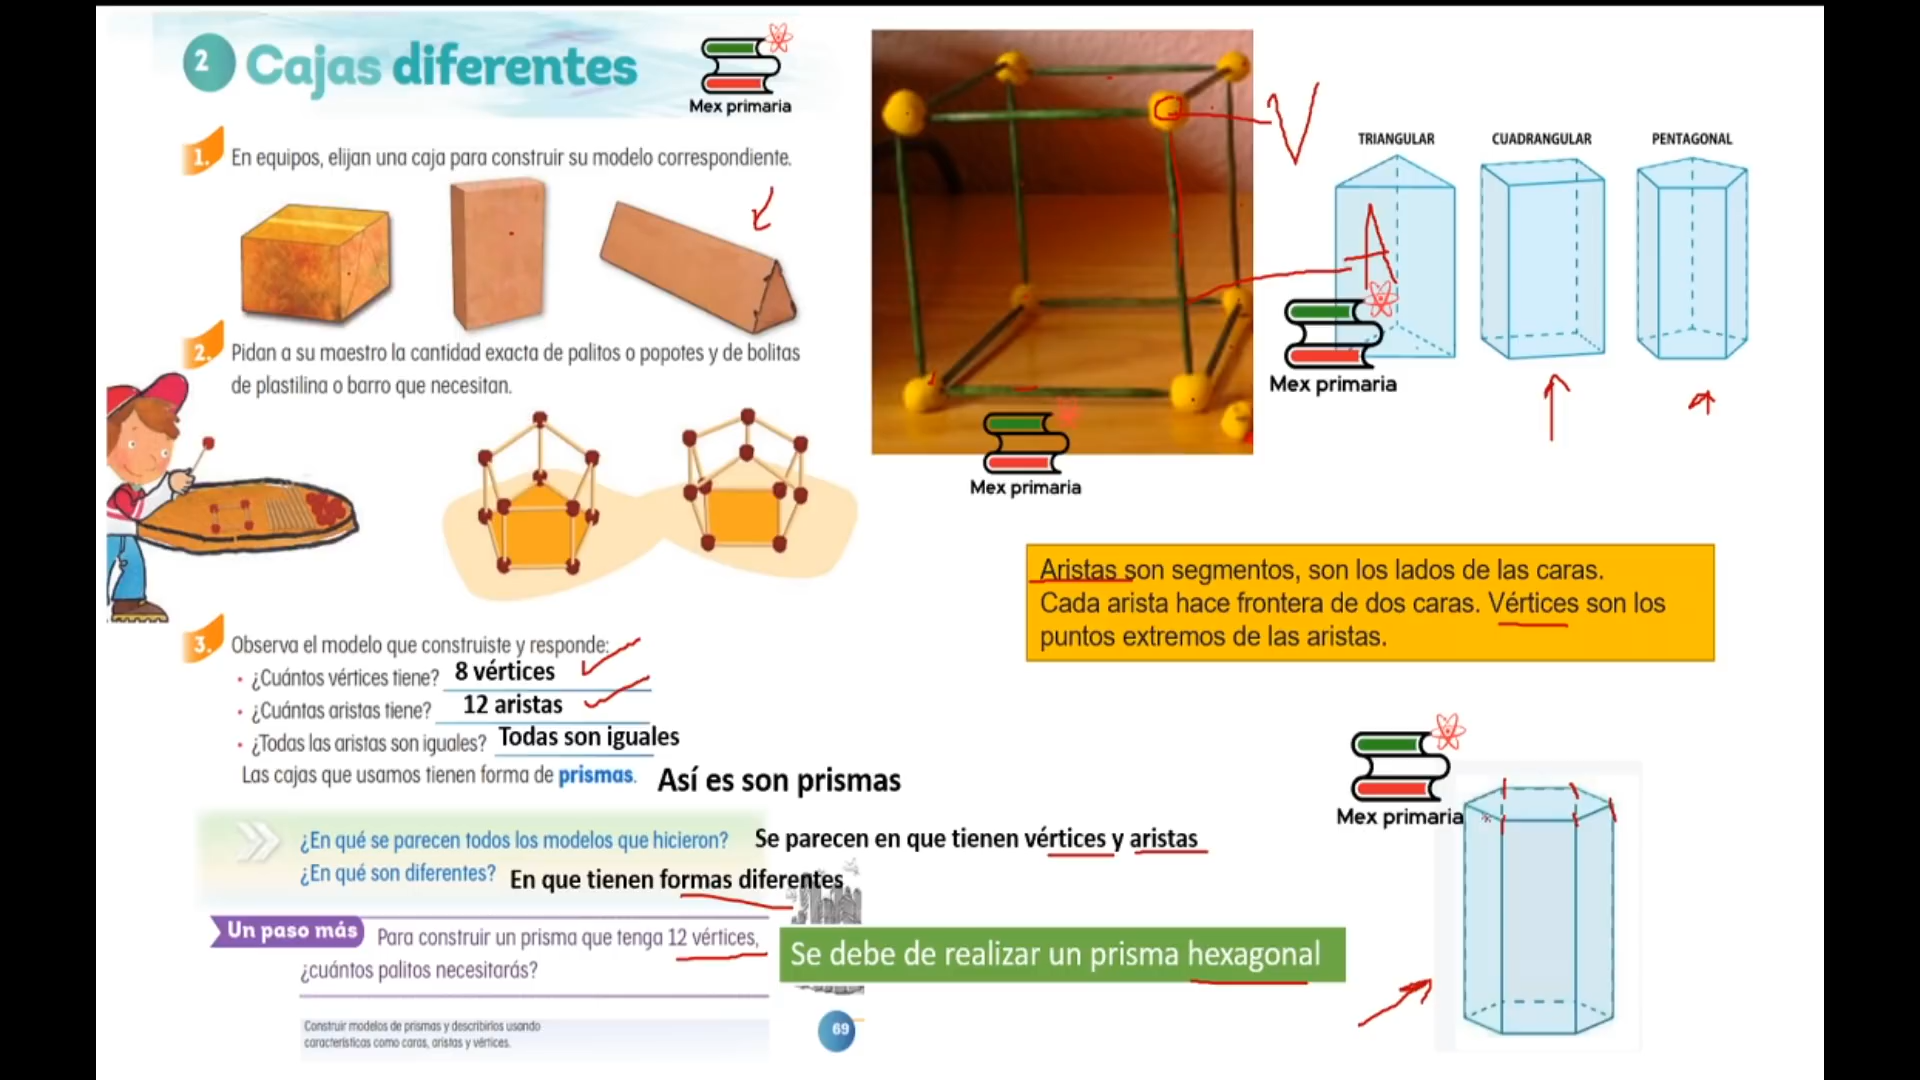 2 Cajas diferentes
Mex primaria
1. En equipos, elijan una caja para construir su modelo correspondiente.
2. Pidan a su maestro la cantidad exacta de palitos o popotes y de bolitas
de plastilina o barro que necesitan.
3. Observa el modelo que construiste y responde:
• ¿Cuántos vértices tiene? 8 vértices
• ¿Cuántas aristas tiene? 12 aristas
• ¿Todas las aristas son iguales? Todas son iguales
Las cajas que usamos tienen forma de prismas. Así es son prismas
¿En qué se parecen todos los modelos que hicieron? Se parecen en que tienen vértices y aristas
¿En qué son diferentes? En que tienen formas diferentes
Un paso más Para construir un prisma que tenga 12 vértices,
¿cuántos palitos necesitarás?
Se debe de realizar un prisma hexagonal
Construir modelos de prismas y describirlos usando
características como caras, aristas y vértices.
69
V
A
Mex primaria
TRIANGULAR CUADRANGULAR PENTAGONAL
Mex primaria
Aristas son segmentos, son los lados de las caras.
Cada arista hace frontera de dos caras. Vértices son los
puntos extremos de las aristas.
Mex primaria